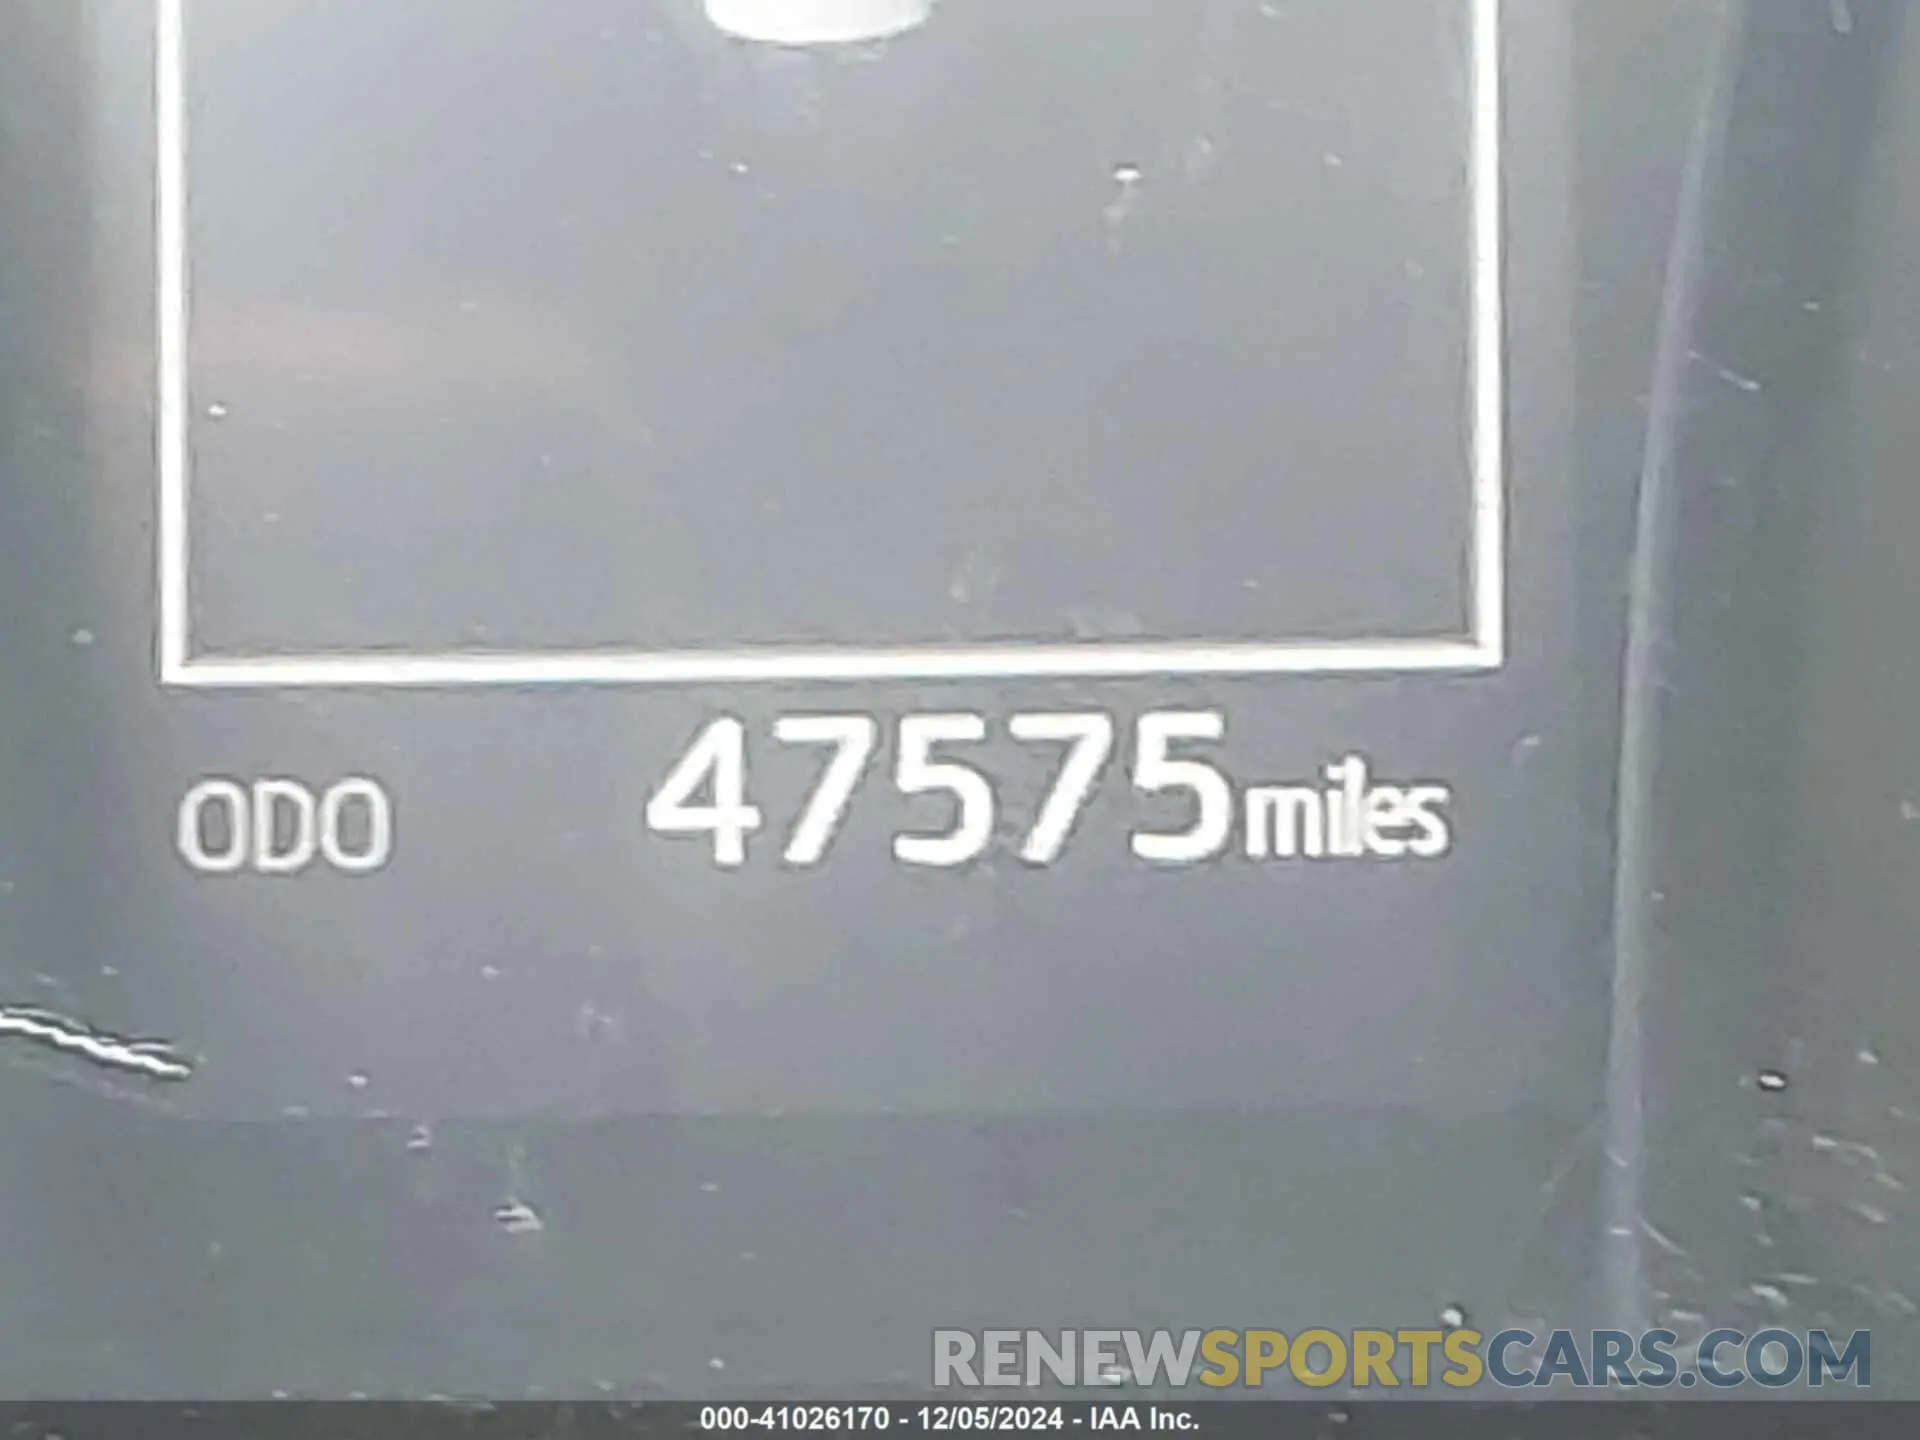 ODO 47575miles
RENEWSPORTSCARS.COM
000-41026170 - 12/05/2024 - IAA Inc.